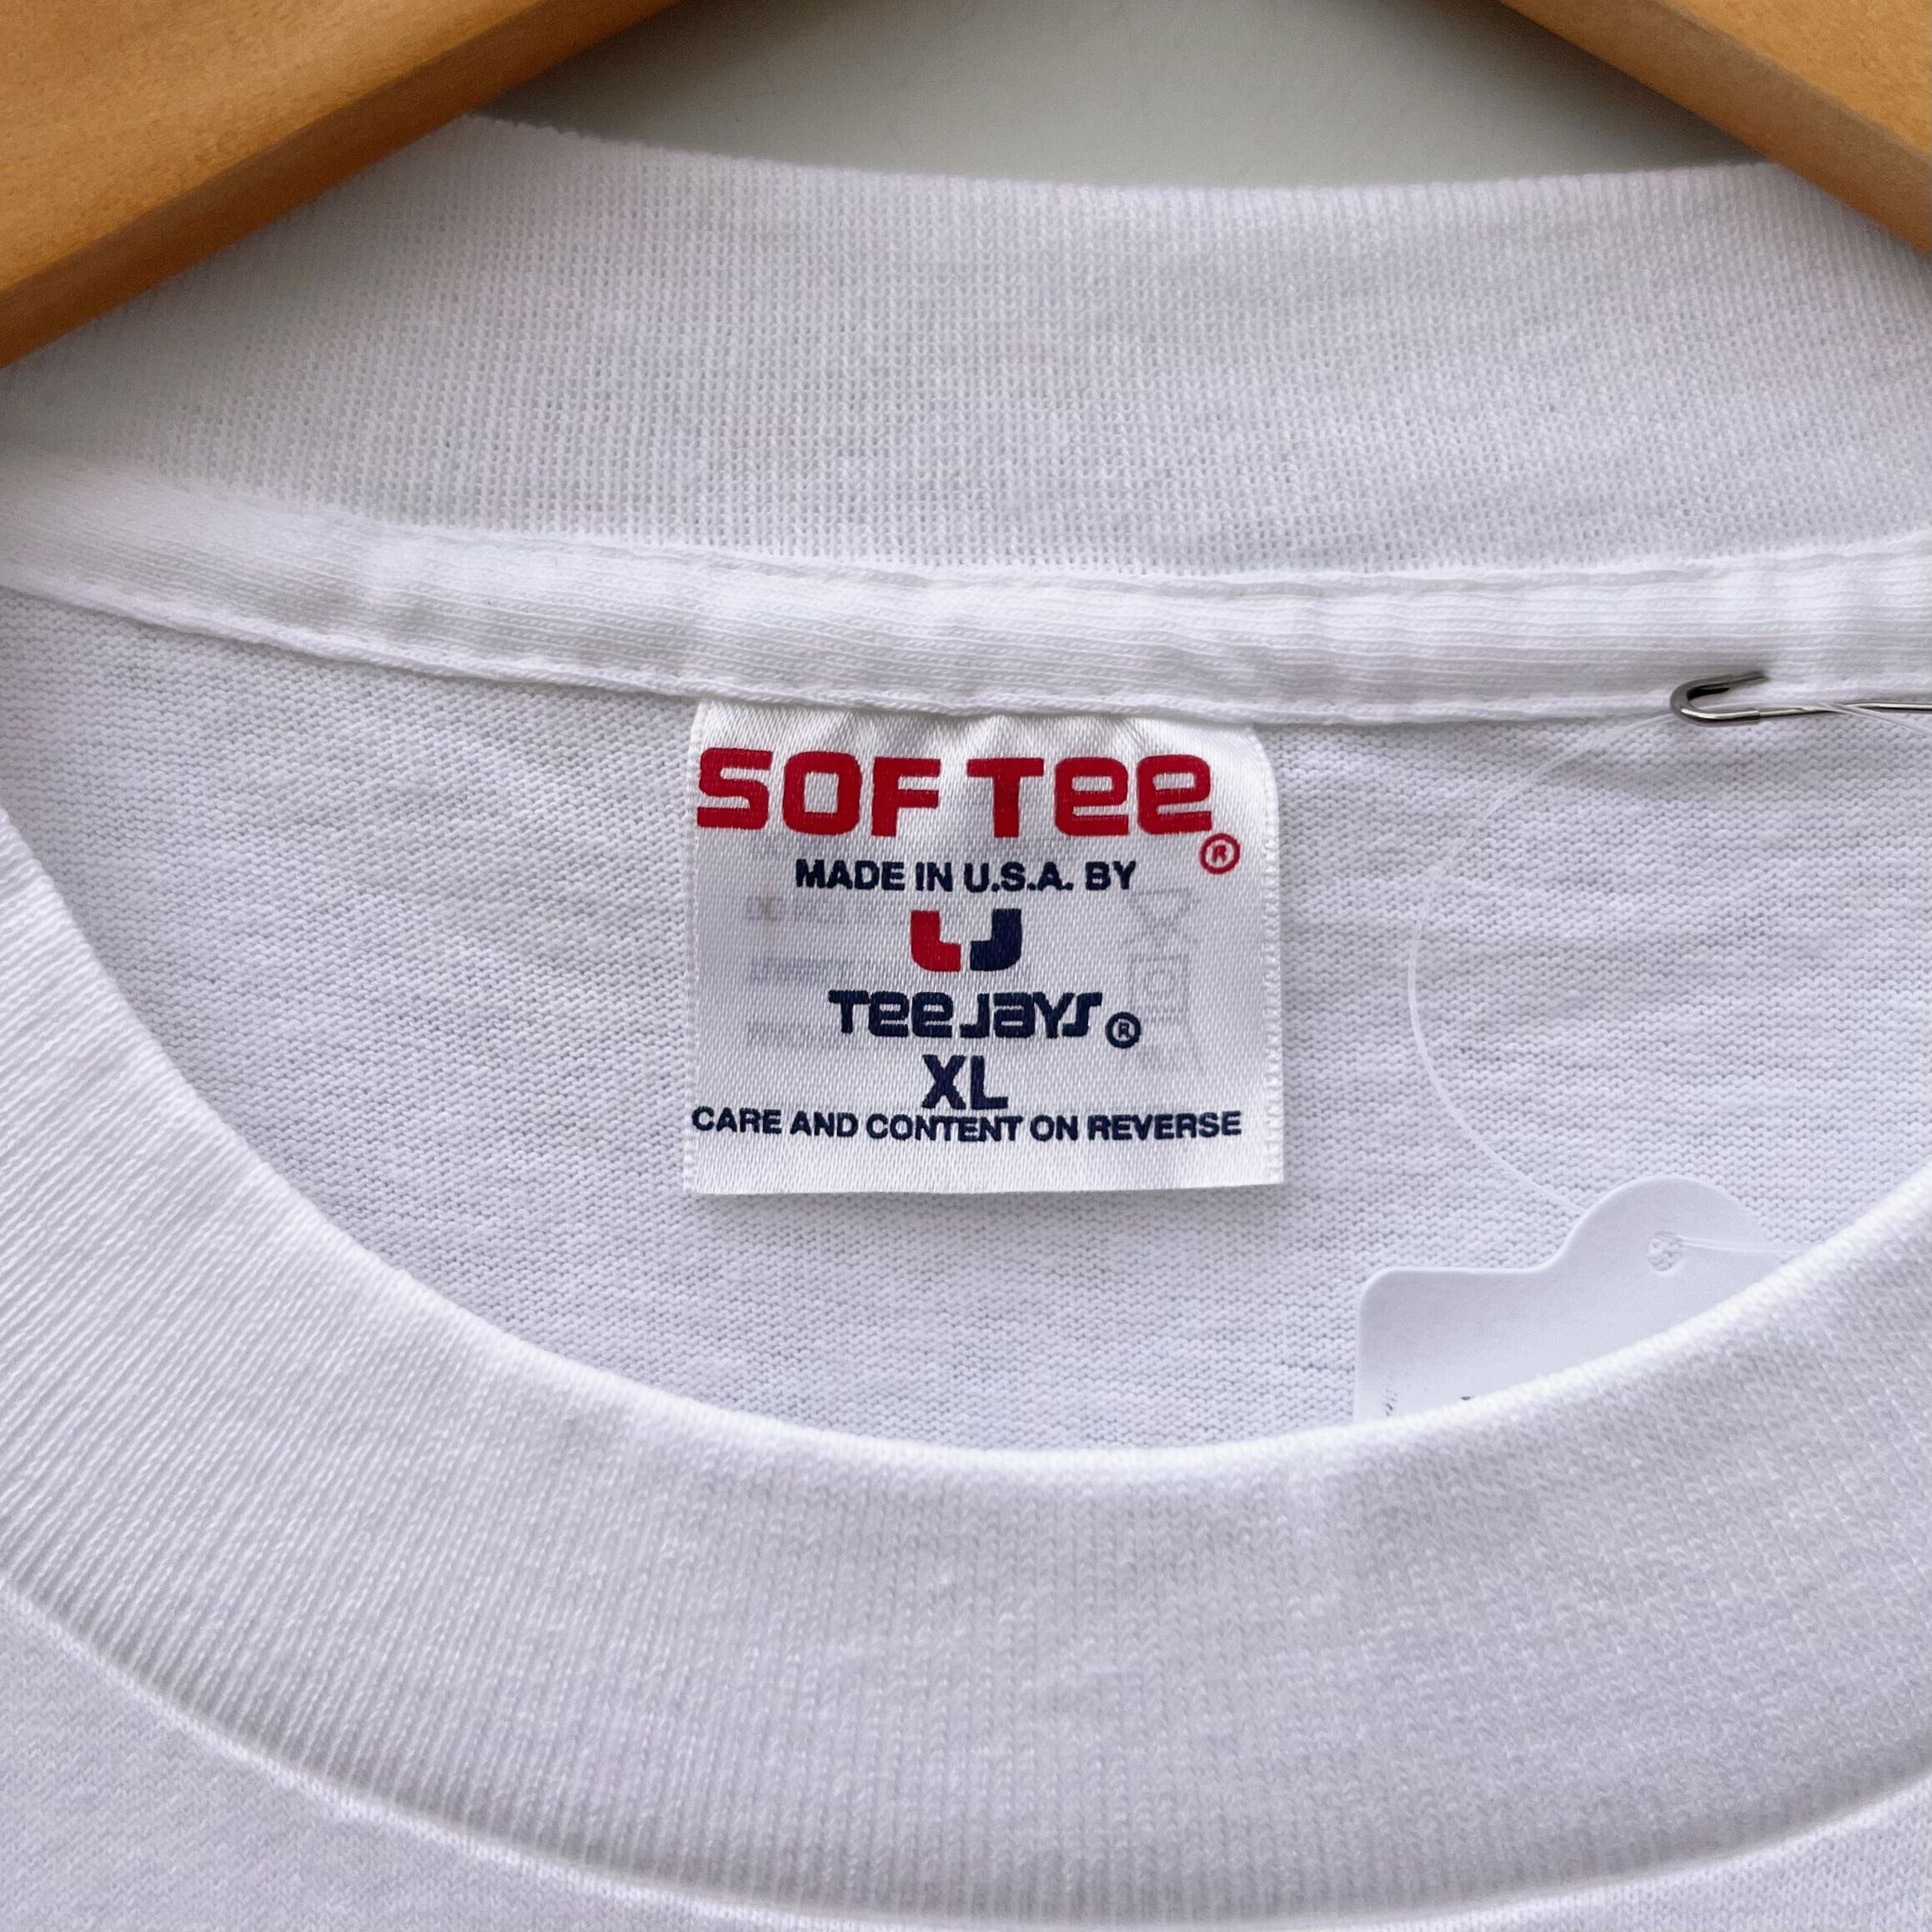 SOF TEE ®
MADE IN U.S.A. BY
TEE JAYS ®
XL
CARE AND CONTENT ON REVERSE